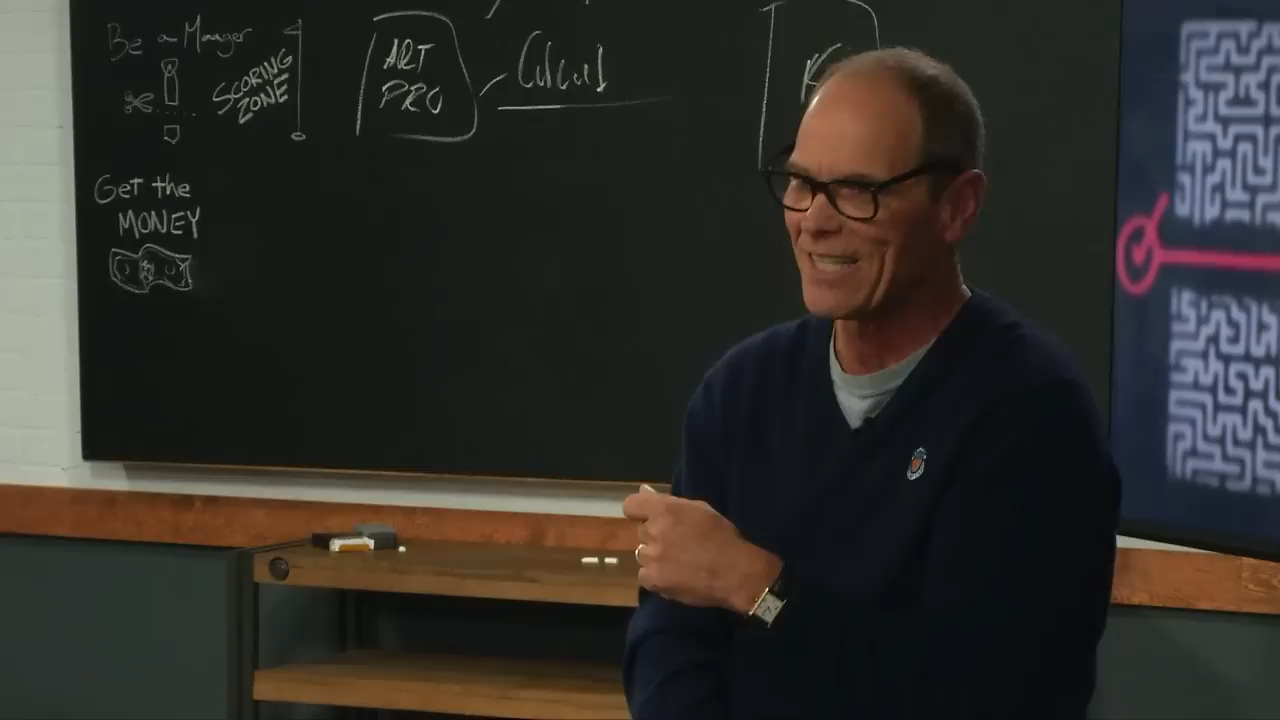 Be a Manager
SCORING
ZONE
Get the
MONEY
ART
PRO
K